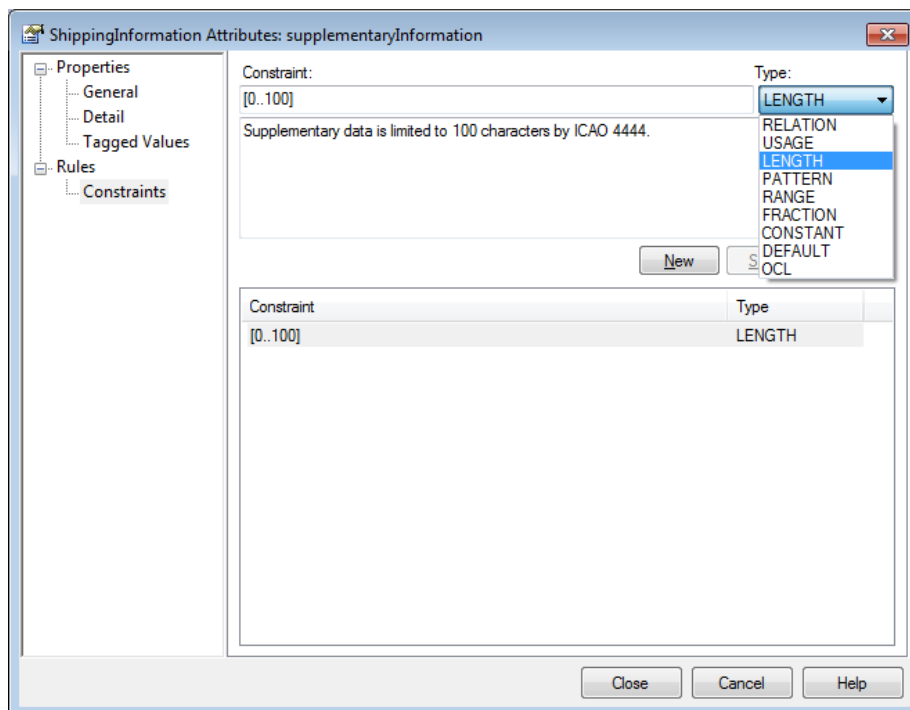 ShippingInformation Attributes: supplementaryInformation
Properties
General
Detail
Tagged Values
Rules
Constraints
Constraint:
Type:
[0..100]
LENGTH
Supplementary data is limited to 100 characters by ICAO 4444.
RELATION
USAGE
LENGTH
PATTERN
RANGE
FRACTION
CONSTANT
DEFAULT
OCL
New
S
Constraint
Type
[0..100]
LENGTH
Close
Cancel
Help